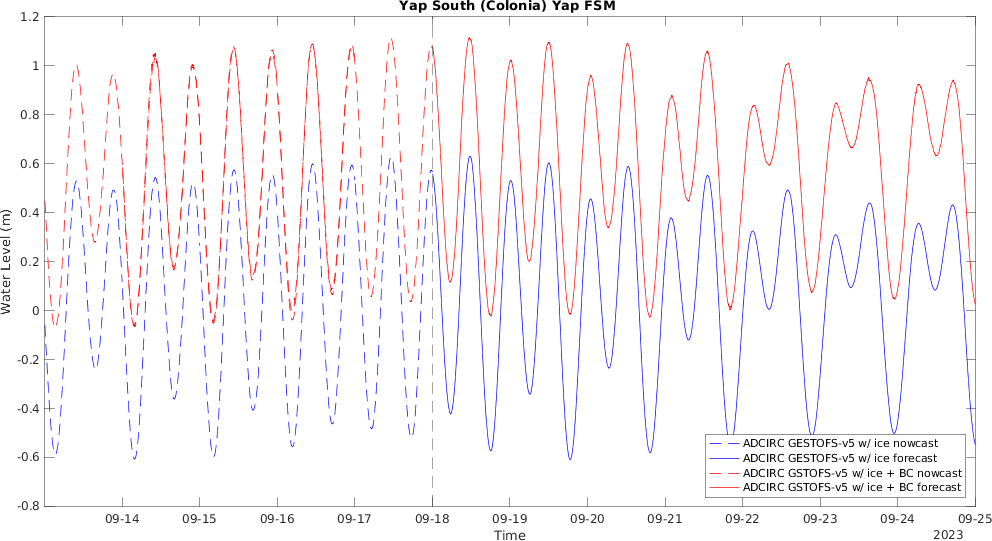 Yap South (Colonia) Yap FSM
1.2
1
0.8
0.6
0.4
0.2
0
-0.2
-0.4
-0.6
-0.8
Water Level (m)
ADCIRC GESTOFS-v5 w/ ice nowcast
ADCIRC GESTOFS-v5 w/ ice forecast
ADCIRC GSTOFS-v5 w/ ice + BC nowcast
ADCIRC GSTOFS-v5 w/ ice + BC forecast
09-14 09-15 09-16 09-17 09-18 09-19 09-20 09-21 09-22 09-23 09-24 09-25
Time
2023